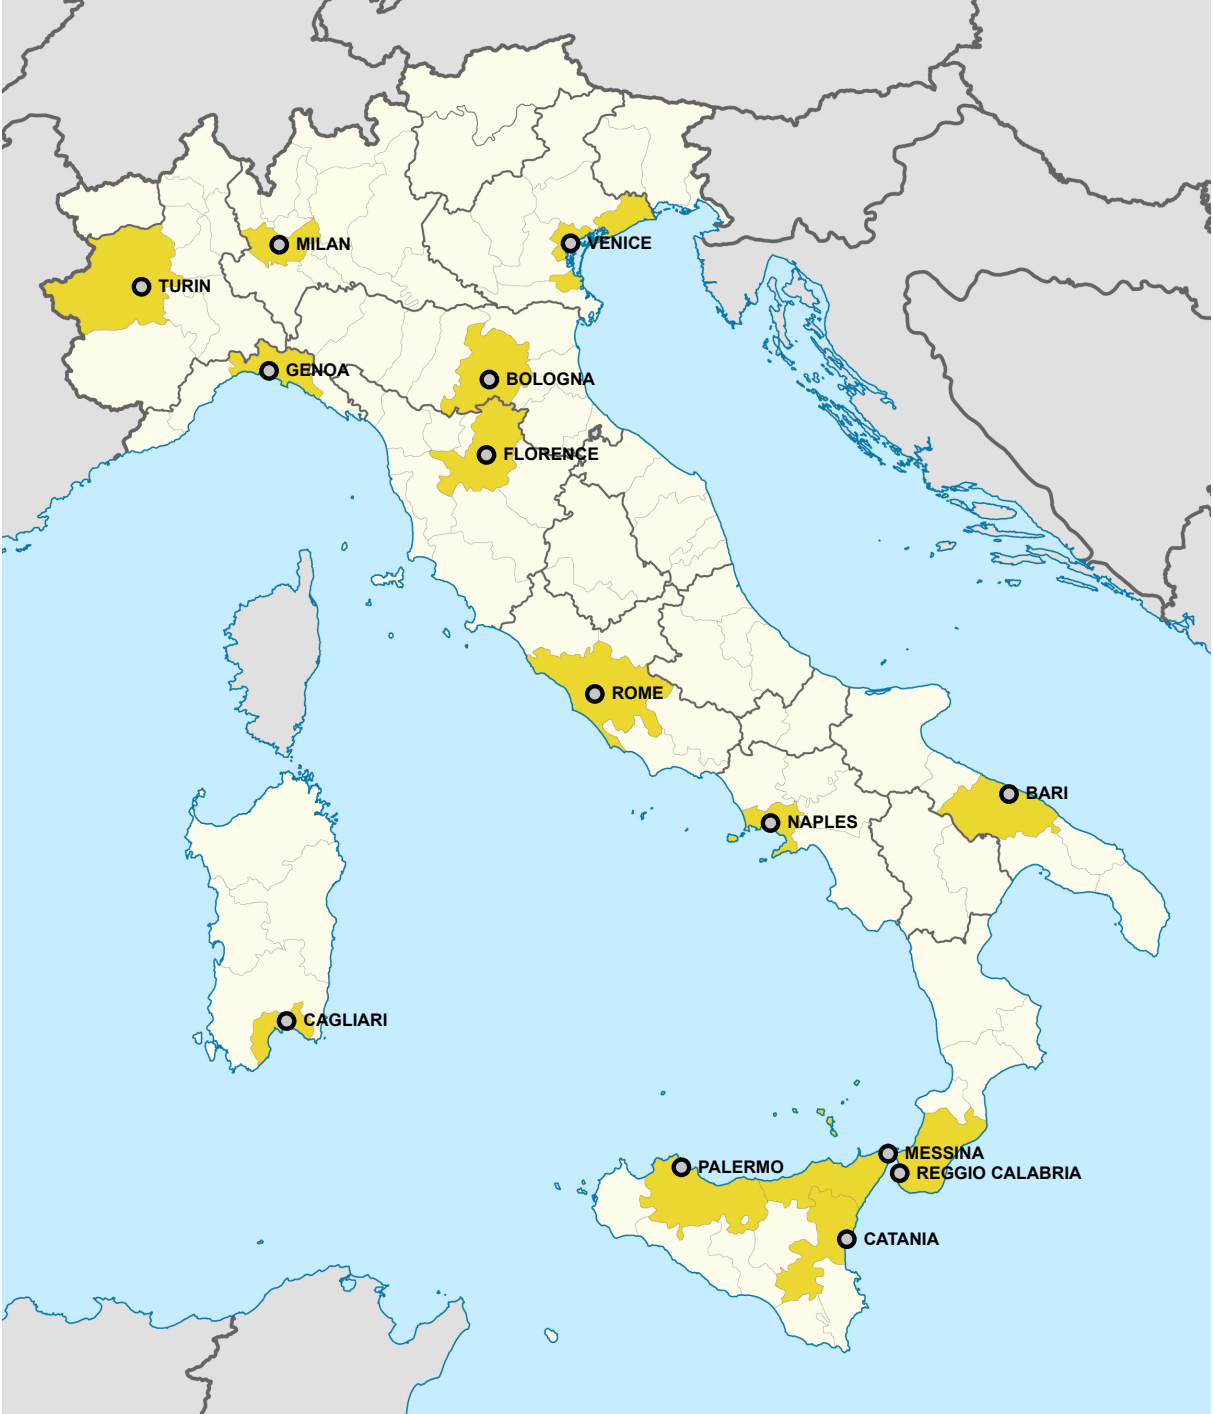 MILAN
VENICE
TURIN
GENOA
BOLOGNA
FLORENCE
ROME
BARI
NAPLES
CAGLIARI
MESSINA
PALERMO
REGGIO CALABRIA
CATANIA